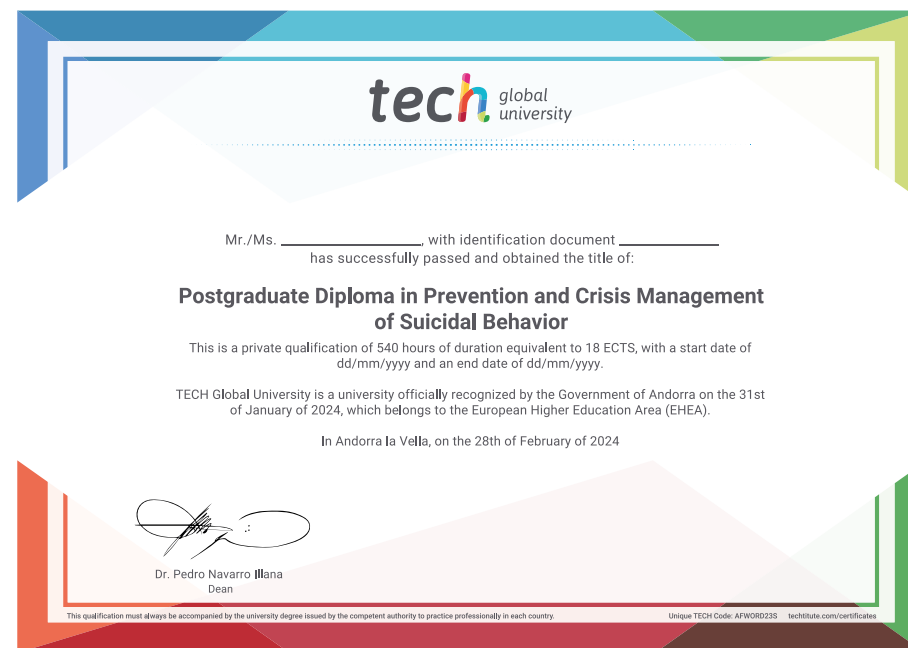 tech global
university
Mr./Ms. ____________________, with identification document ______________
has successfully passed and obtained the title of:
Postgraduate Diploma in Prevention and Crisis Management
of Suicidal Behavior
This is a private qualification of 540 hours of duration equivalent to 18 ECTS, with a start date of
dd/mm/yyyy and an end date of dd/mm/yyyy.
TECH Global University is a university officially recognized by the Government of Andorra on the 31st
of January of 2024, which belongs to the European Higher Education Area (EHEA).
In Andorra la Vella, on the 28th of February of 2024
Dr. Pedro Navarro Illana
Dean
This qualification must always be accompanied by the university degree issued by the competent authority to practice professionally in each country. Unique TECH Code: AFWORD23S techtitute.com/certificates